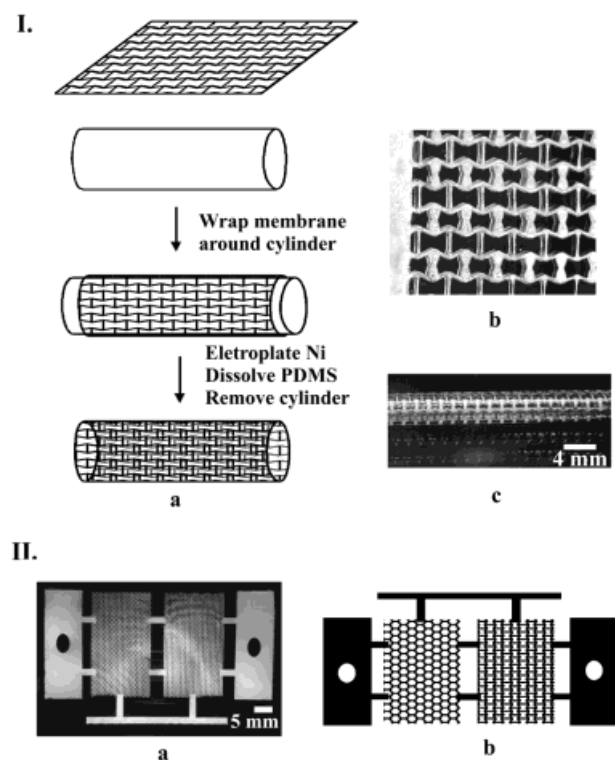 I.
Wrap membrane
around cylinder
b
Eletroplate Ni
Dissolve PDMS
Remove cylinder
4 mm
a
c
II.
5 mm
a
b